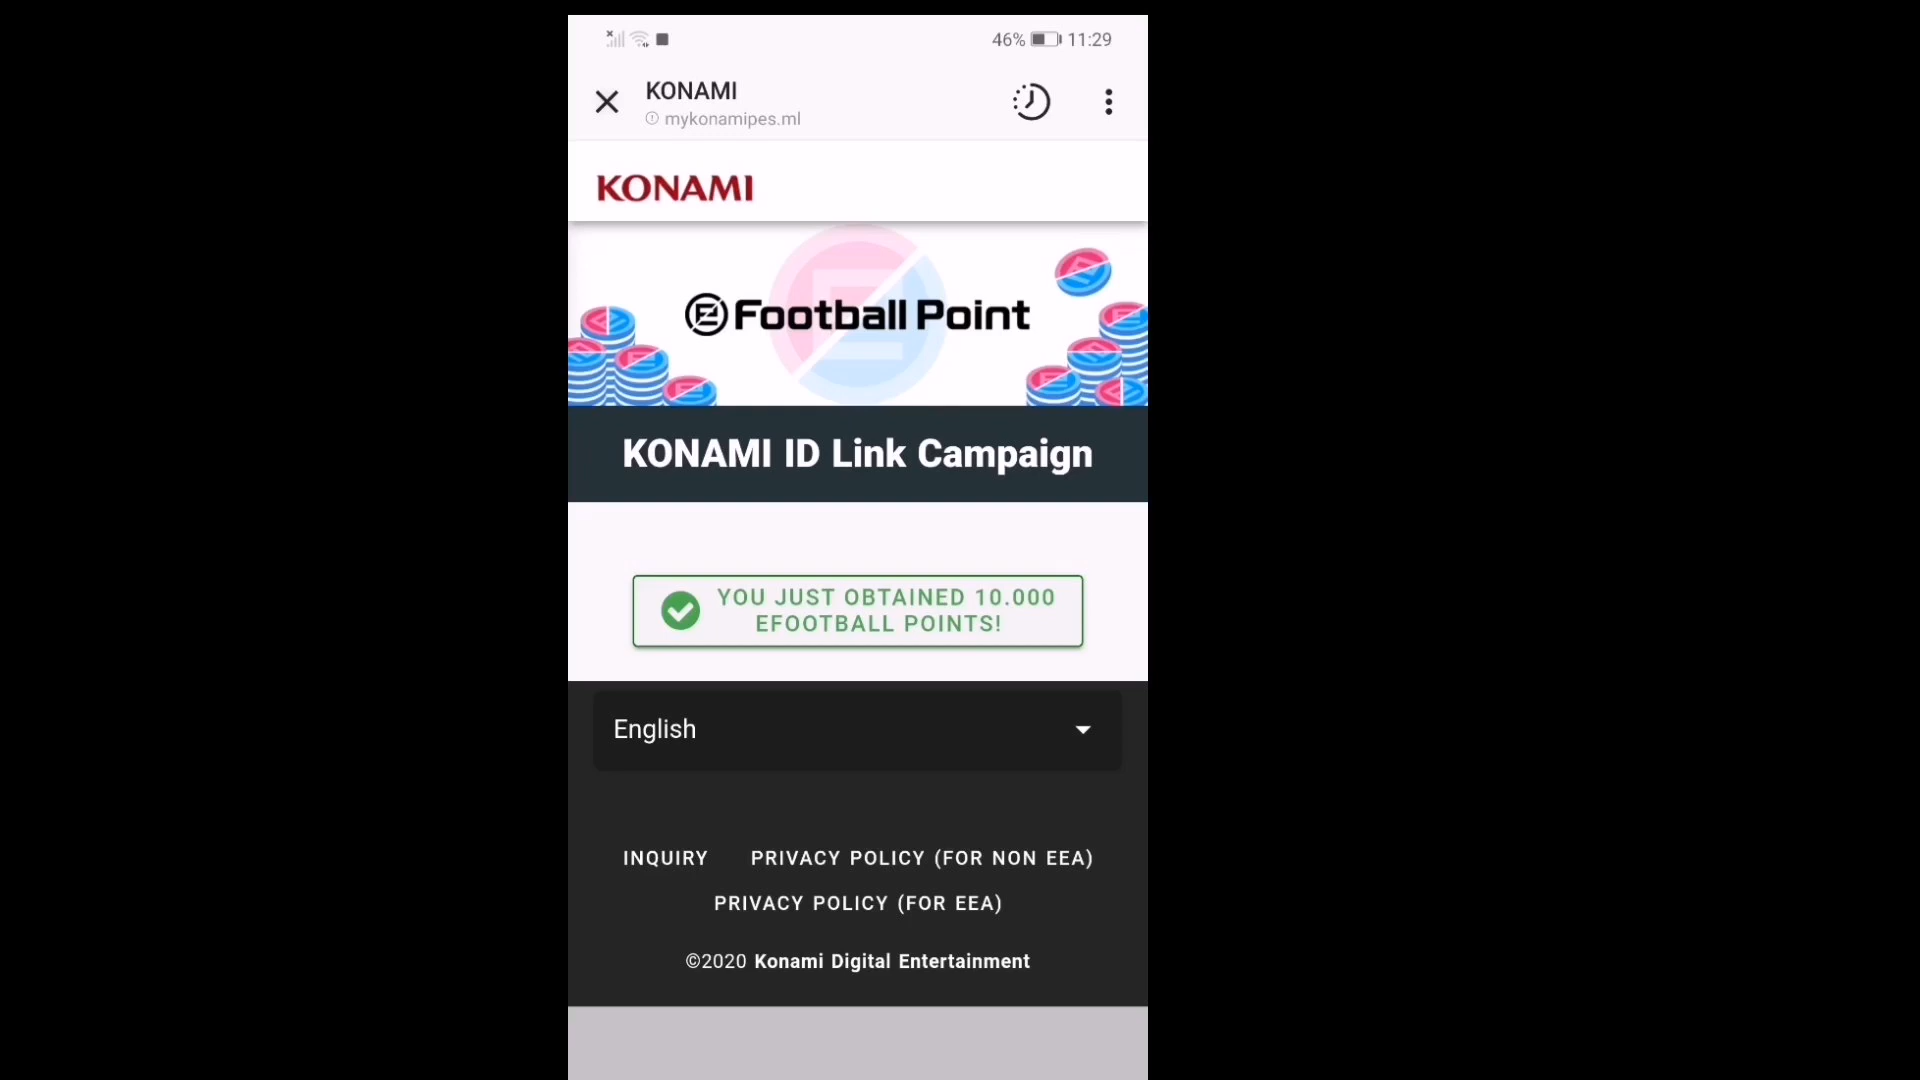 46% 11:29
KONAMI
mykonamipes.ml
KONAMI
Football Point
KONAMI ID Link Campaign
YOU JUST OBTAINED 10.000
EFOOTBALL POINTS!
English
INQUIRY PRIVACY POLICY (FOR NON EEA)
PRIVACY POLICY (FOR EEA)
©2020 Konami Digital Entertainment